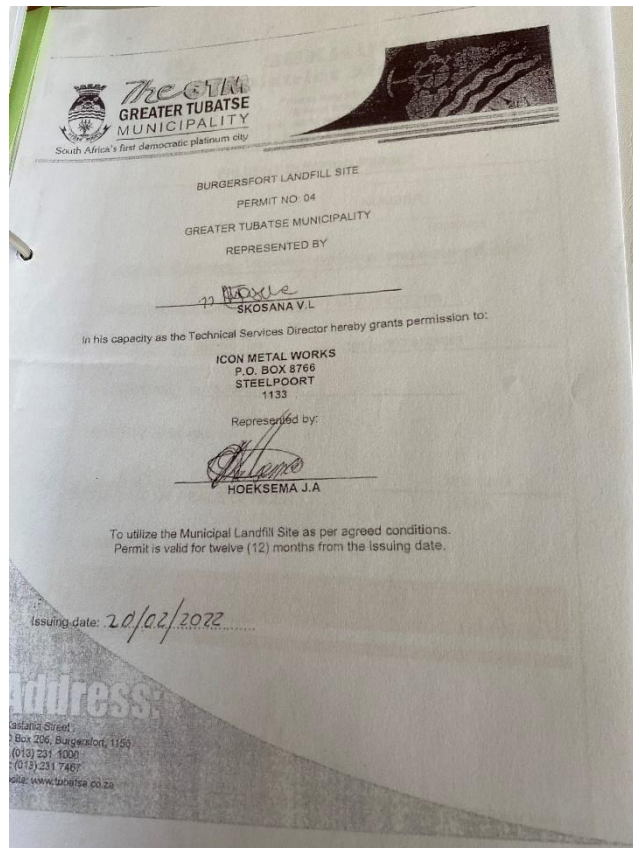 The GTM
GREATER TUBATSE
MUNICIPALITY
South Africa's first democratic platinum city
BURGERSFORT LANDFILL SITE
PERMIT NO: 04
GREATER TUBATSE MUNICIPALITY
REPRESENTED BY
SKOSANA V.L
In his capacity as the Technical Services Director hereby grants permission to:
ICON METAL WORKS
P.O. BOX 8766
STEELPOORT
1133
Represented by:
HOEKSEMA J.A
To utilize the Municipal Landfill Site as per agreed conditions.
Permit is valid for twelve (12) months from the issuing date.
Issuing date: 20/02/2022
Address:
Kastania Street
Box 206, Burgersfort, 1150
(013) 231 1000
: (013) 231 7467
www.tubatse.co.za